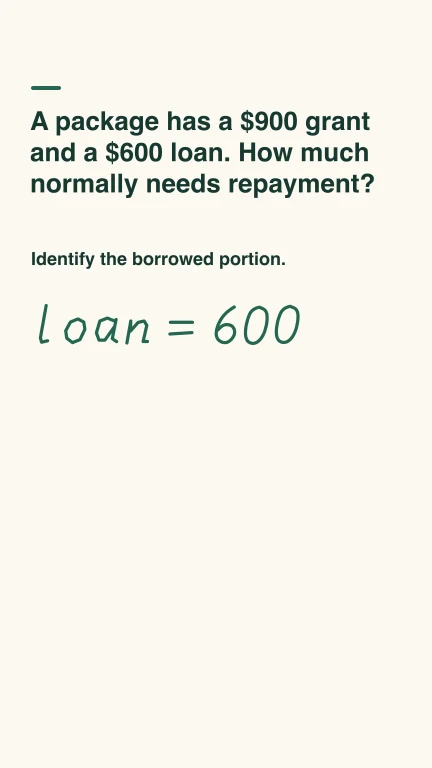 A package has a $900 grant
and a $600 loan. How much
normally needs repayment?
Identify the borrowed portion.
loan = 600